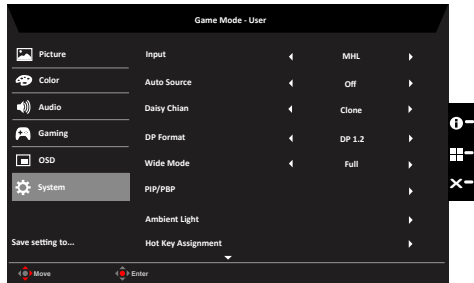 Game Mode - User
Picture
Color
Audio
Gaming
OSD
System
Save setting to...
Input MHL
Auto Source Off
Daisy Chian Clone
DP Format DP 1.2
Wide Mode Full
PIP/PBP
Ambient Light
Hot Key Assignment
Move Enter